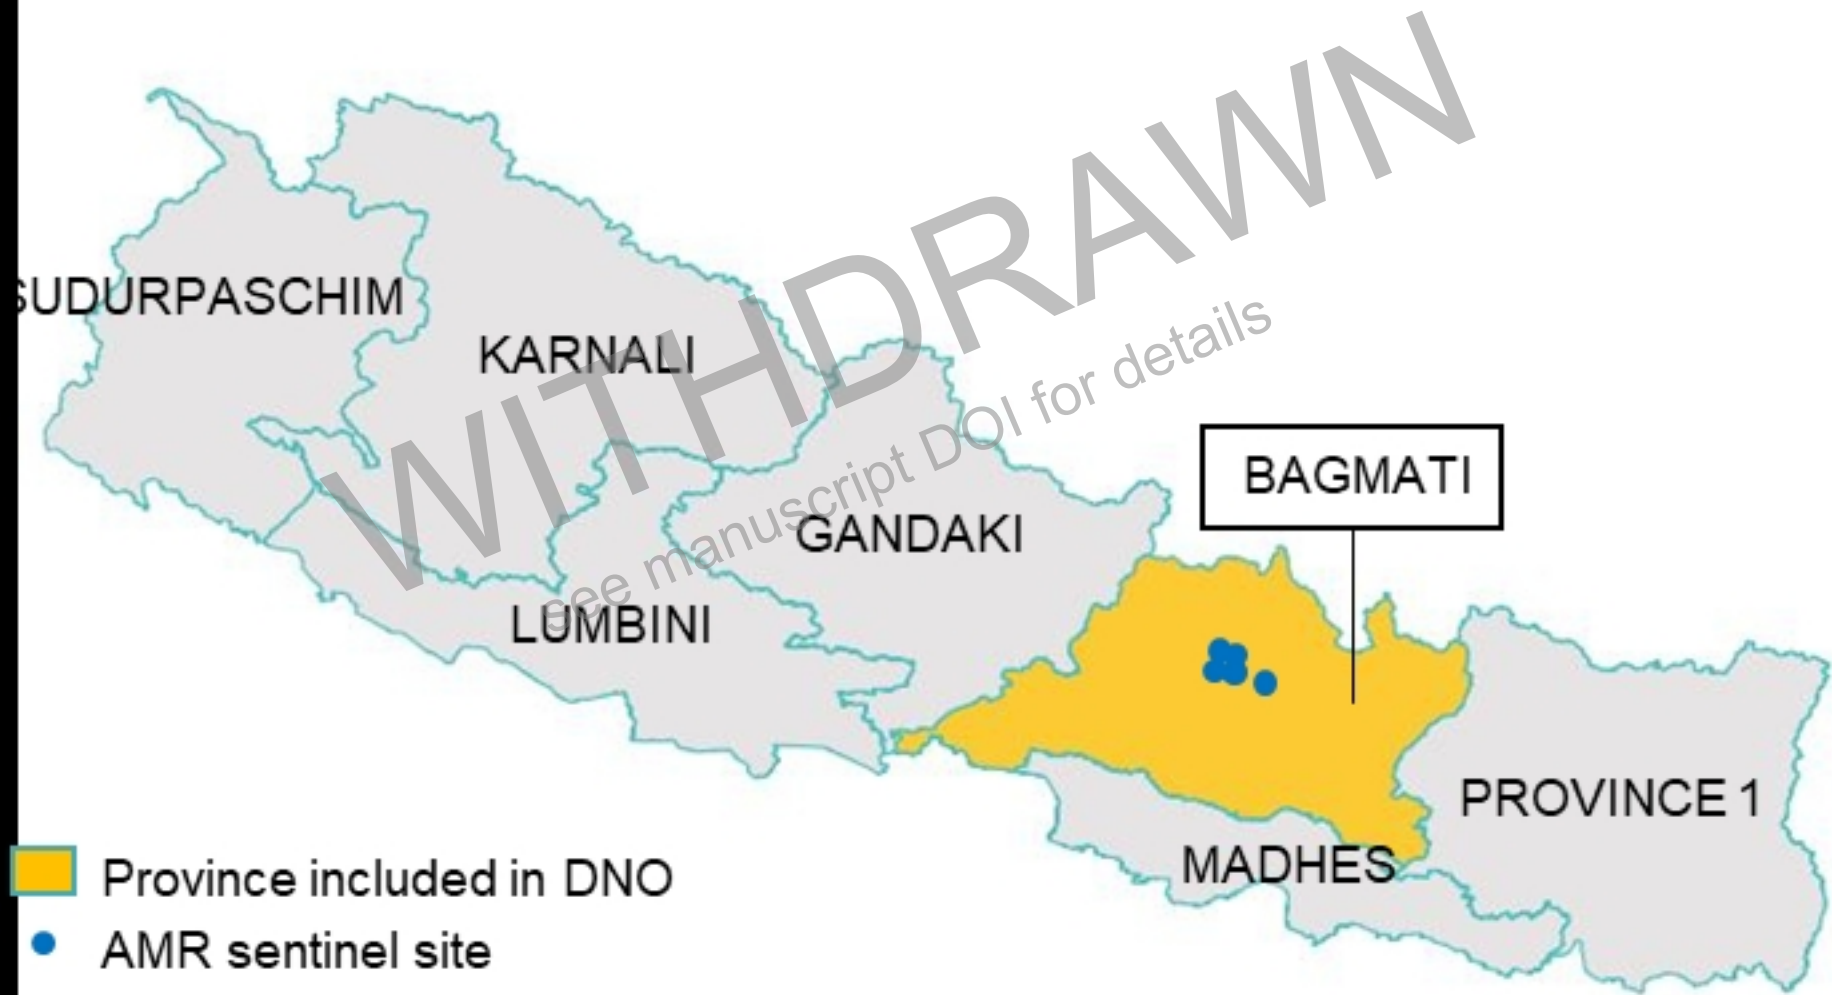 WITHDRAWN
see manuscript DOI for details
SUDURPASCHIM
KARNALI
BAGMATI
GANDAKI
LUMBINI
PROVINCE 1
MADHES
Province included in DNO
AMR sentinel site